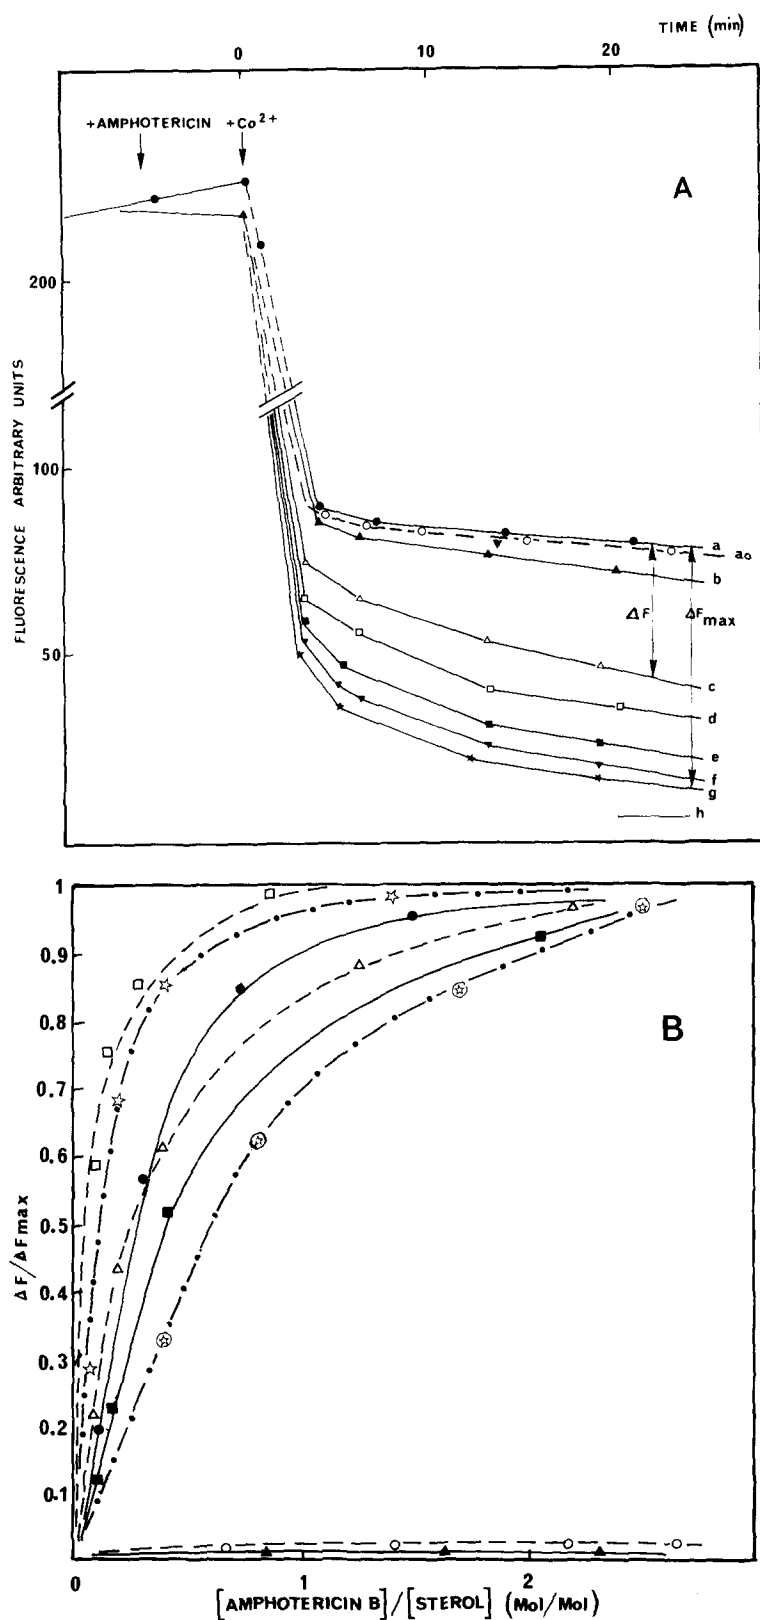 TIME (min)
0 10 20
+AMPHOTERICIN +Co²⁺
A
200
100
50
FLUORESCENCE ARBITRARY UNITS
a
a₀
b
ΔF ΔFmax
c
d
e
f
g
h
1
0.9
0.8
0.7
0.6
0.5
0.4
0.3
0.2
0.1
B
ΔF/ΔFmax
0 1 2
[AMPHOTERICIN B]/[STEROL] (Mol/Mol)